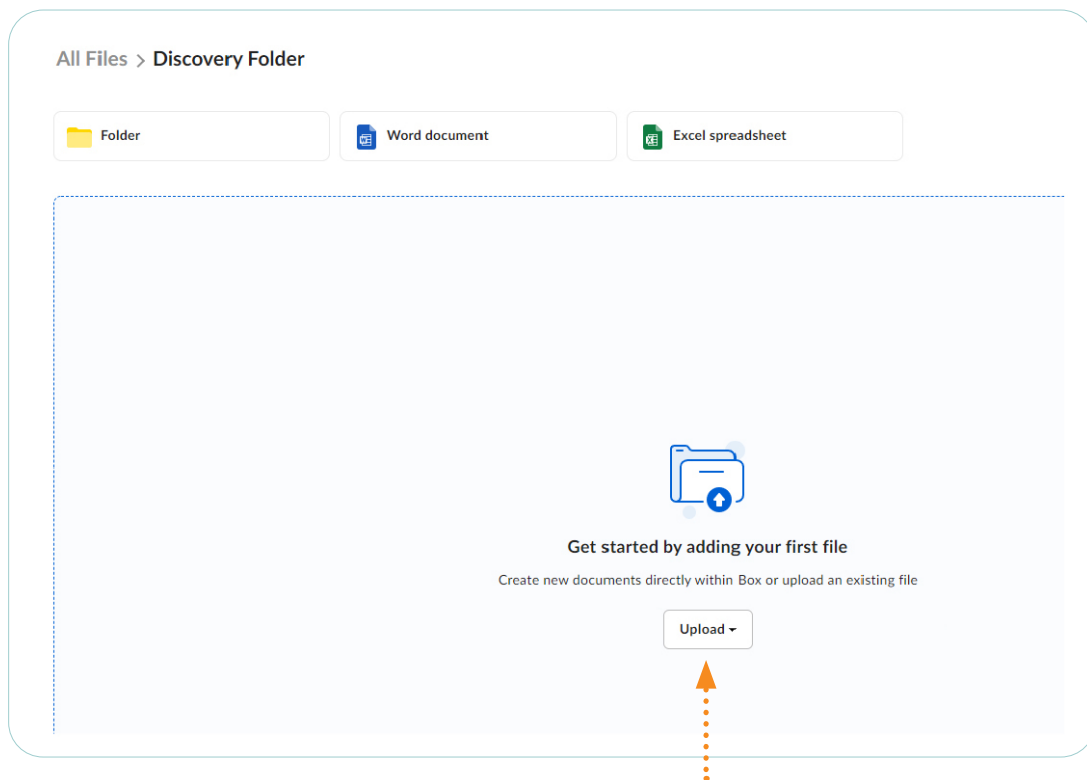 All Files > Discovery Folder
Folder
Word document
Excel spreadsheet
Get started by adding your first file
Create new documents directly within Box or upload an existing file
Upload